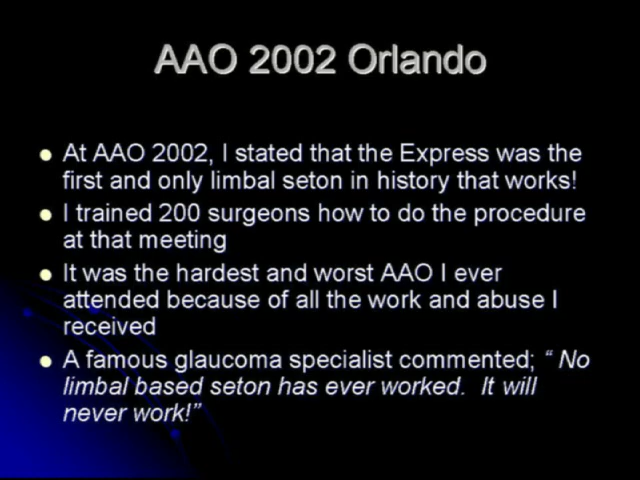 AAO 2002 Orlando
At AAO 2002, I stated that the Express was the
first and only limbal seton in history that works!
I trained 200 surgeons how to do the procedure
at that meeting
It was the hardest and worst AAO I ever
attended because of all the work and abuse I
received
A famous glaucoma specialist commented; “ No
limbal based seton has ever worked.  It will
never work!”